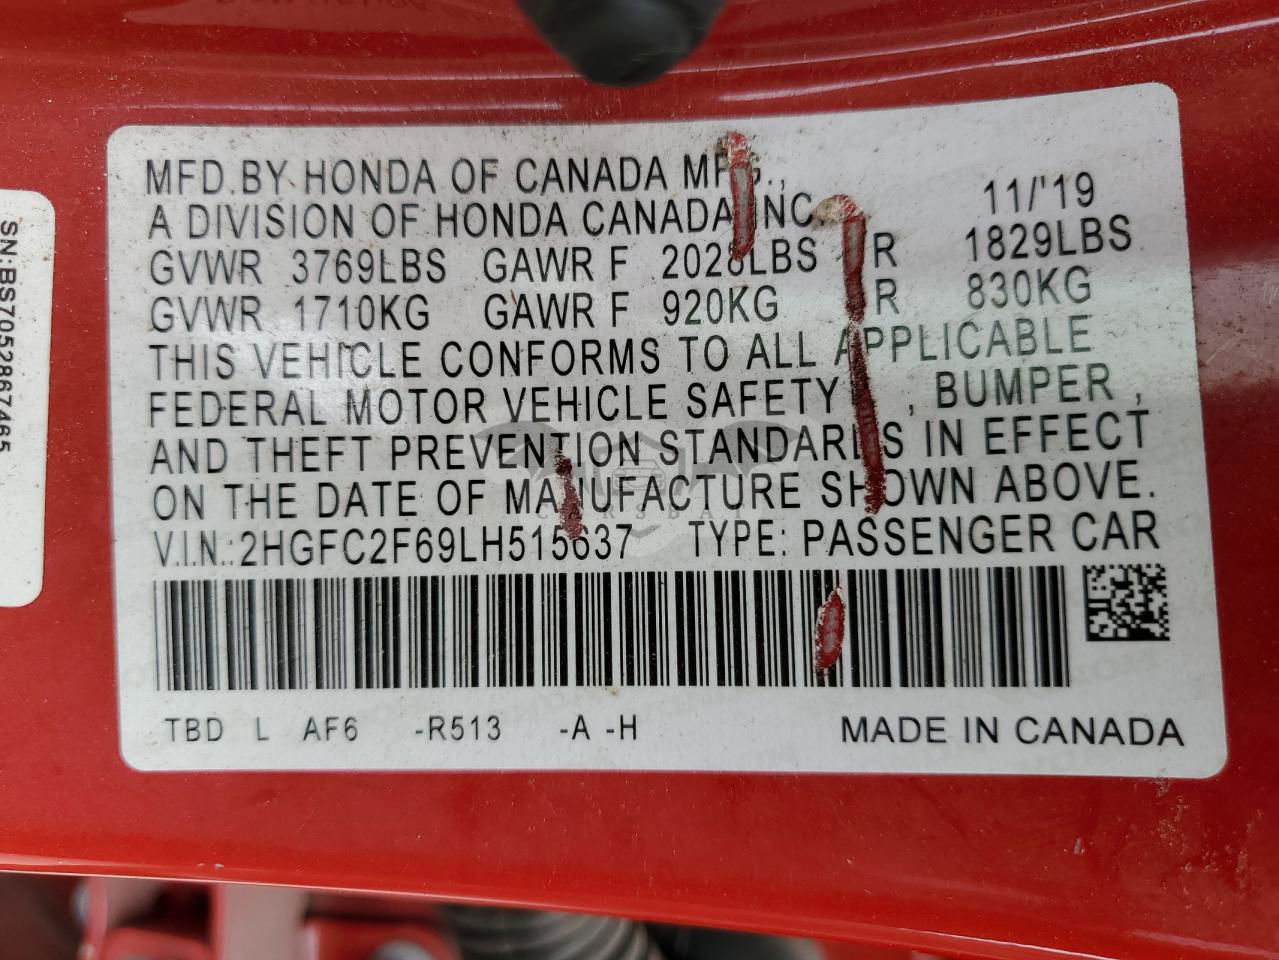 MFD. BY HONDA OF CANADA MFG.,
A DIVISION OF HONDA CANADA INC. 11/'19
GVWR 3769LBS GAWR F 2028LBS R 1829LBS
GVWR 1710KG GAWR F 920KG R 830KG
THIS VEHICLE CONFORMS TO ALL APPLICABLE
FEDERAL MOTOR VEHICLE SAFETY , BUMPER ,
AND THEFT PREVENTION STANDARDS IN EFFECT
ON THE DATE OF MANUFACTURE SHOWN ABOVE.
V.I.N.:2HGFC2F69LH515637 TYPE: PASSENGER CAR
TBD L AF6 -R513 -A -H MADE IN CANADA
SN:BS7052867465